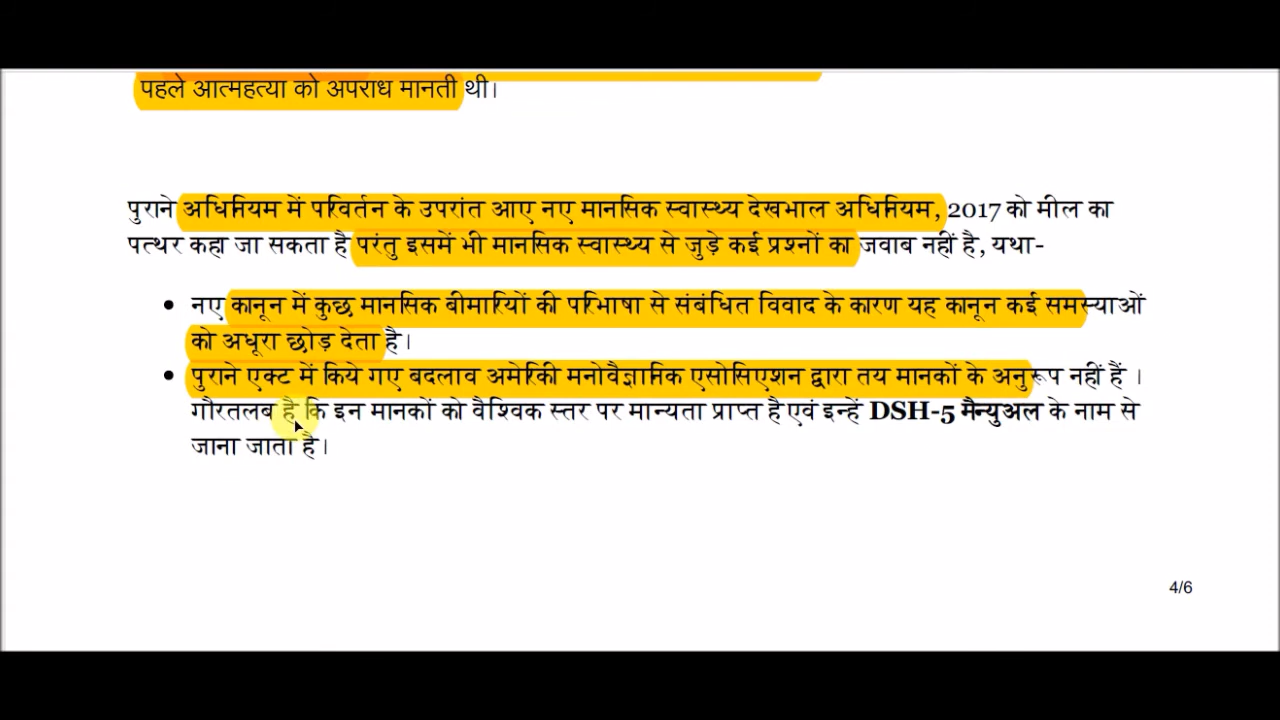 पहले आत्महत्या को अपराध मानती थी।
पुराने अधिनियम में परिवर्तन के उपरांत आए नए मानसिक स्वास्थ्य देखभाल अधिनियम, 2017 को मील का
पत्थर कहा जा सकता है परंतु इसमें भी मानसिक स्वास्थ्य से जुड़े कई प्रश्नों का जवाब नहीं है, यथा-
• नए कानून में कुछ मानसिक बीमारियों की परिभाषा से संबंधित विवाद के कारण यह कानून कई समस्याओं
को अधूरा छोड़ देता है।
• पुराने एक्ट में किये गए बदलाव अमेरिकी मनोवैज्ञानिक एसोसिएशन द्वारा तय मानकों के अनुरूप नहीं हैं ।
गौरतलब है कि इन मानकों को वैश्विक स्तर पर मान्यता प्राप्त है एवं इन्हें DSH-5 मैन्युअल के नाम से
जाना जाता है।
4/6